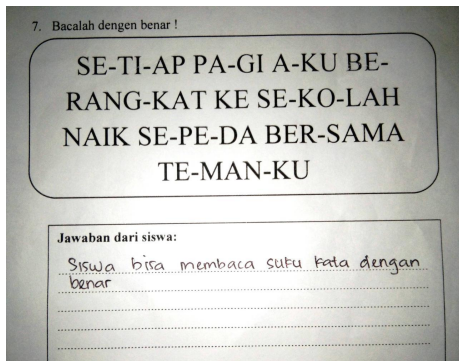 7. Bacalah dengen benar !
SE-TI-AP PA-GI A-KU BE-
RANG-KAT KE SE-KO-LAH
NAIK SE-PE-DA BER-SAMA
TE-MAN-KU
Jawaban dari siswa:
Siswa bisa membaca suku kata dengan
benar